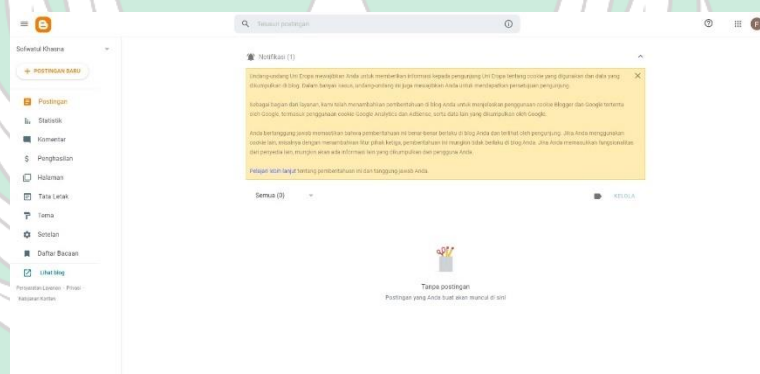 Telusuri postingan
Sofwatul Khasna
Notifikasi (1)
+ POSTINGAN BARU
Undang-undang Uni Eropa mewajibkan Anda untuk memberikan informasi kepada pengunjung Uni Eropa tentang cookie yang digunakan dan data yang
dikumpulkan di blog. Dalam banyak kasus, undang-undang ini juga mewajibkan Anda untuk mendapatkan persetujuan pengunjung.
Sebagai bagian dari layanan, kami telah menambahkan pemberitahuan di blog Anda untuk menjelaskan penggunaan cookie Blogger dan Google tertentu
oleh Google, termasuk penggunaan cookie Google Analytics dan AdSense, serta data lain yang dikumpulkan oleh Google.
Anda bertanggung jawab memastikan bahwa pemberitahuan ini benar-benar berlaku di blog Anda dan terlihat oleh pengunjung. Jika Anda menggunakan
cookie lain, misalnya dengan menambahkan fitur pihak ketiga, pemberitahuan ini mungkin tidak berlaku di blog Anda. Jika Anda memasukkan fungsionalitas
dari penyedia lain, mungkin akan ada informasi lain yang dikumpulkan dari pengguna Anda.
Pelajari lebih lanjut tentang pemberitahuan ini dan tanggung jawab Anda.
Postingan
Statistik
Komentar
Penghasilan
Halaman
Tata Letak
Tema
Setelan
Daftar Bacaan
Lihat blog
Persyaratan Layanan · Privasi ·
Kebijakan Konten
Semua (0)
KELOLA
Tanpa postingan
Postingan yang Anda buat akan muncul di sini